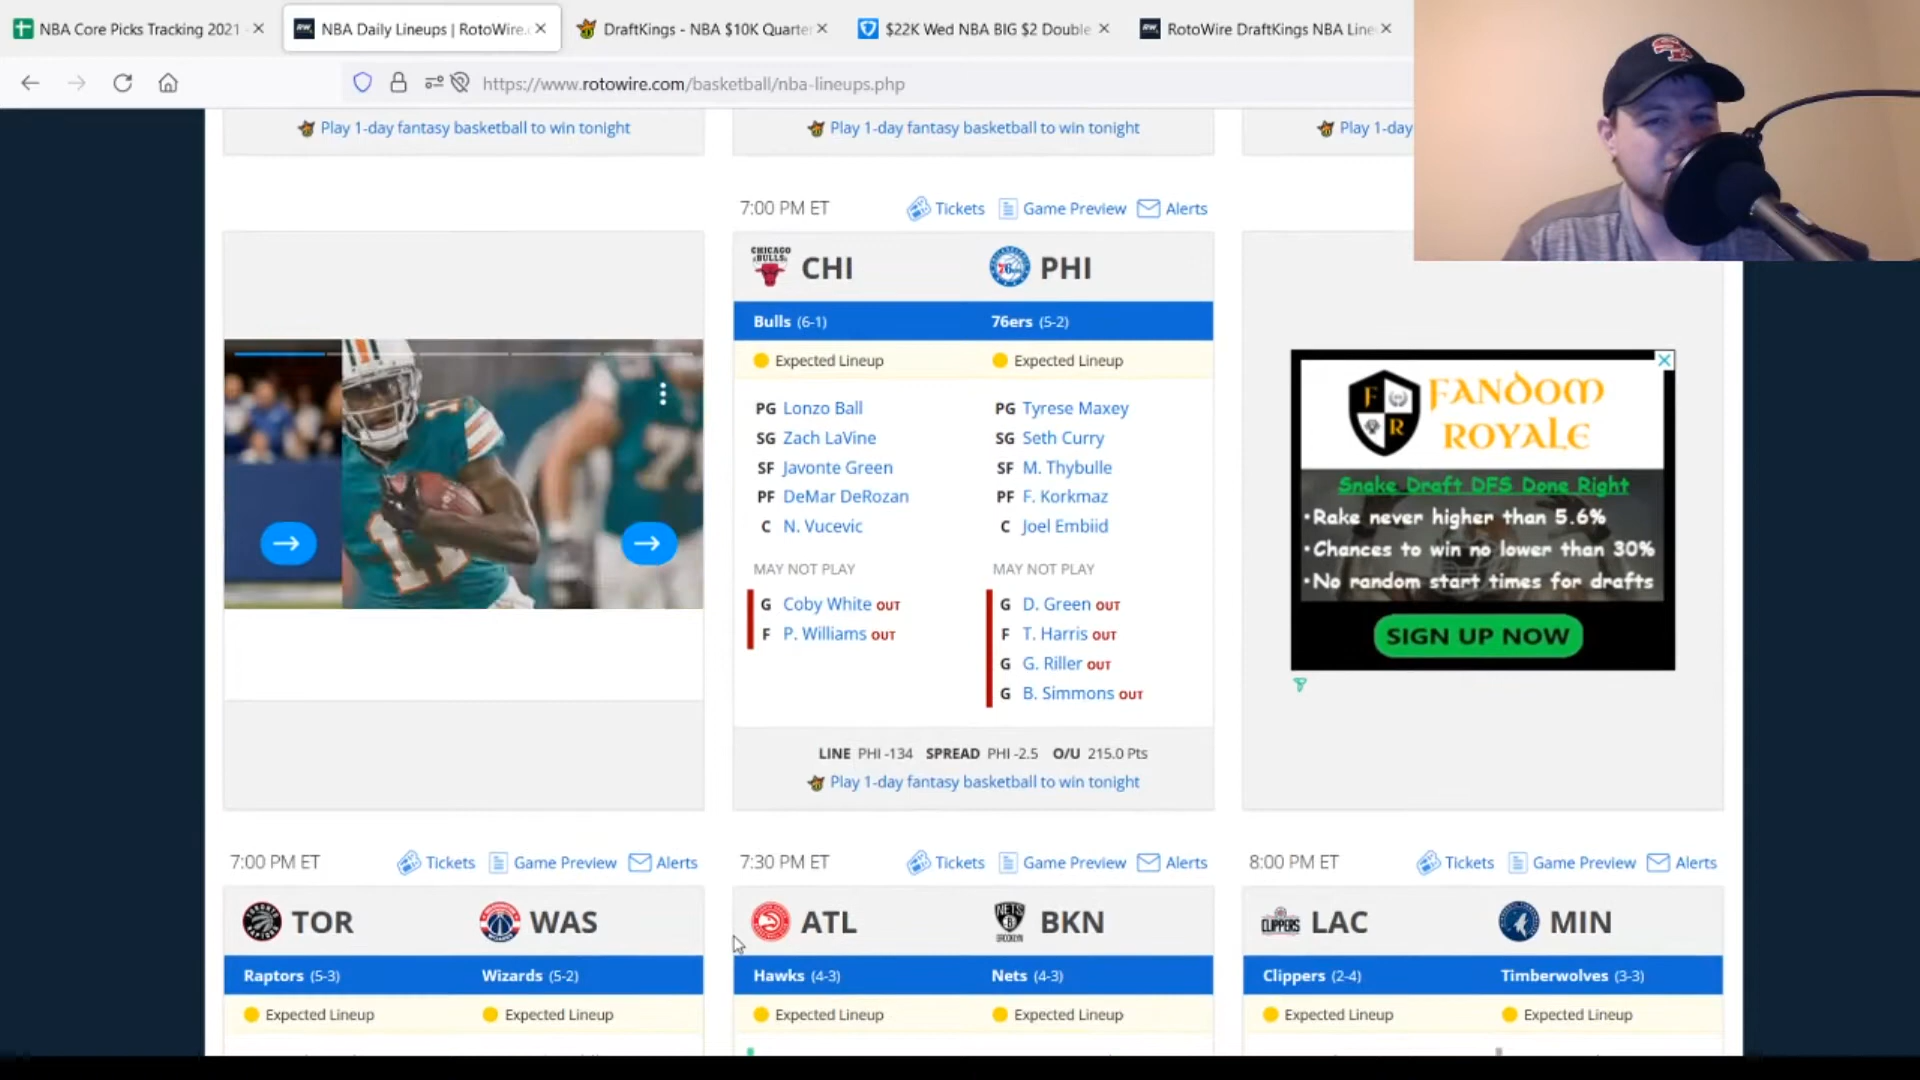 NBA Core Picks Tracking 2021
NBA Daily Lineups | RotoWire.
DraftKings - NBA $10K Quarte
$22K Wed NBA BIG $2 Double
RotoWire DraftKings NBA Line
https://www.rotowire.com/basketball/nba-lineups.php
Play 1-day fantasy basketball to win tonight
Play 1-day fantasy basketball to win tonight
Play 1-day
7:00 PM ET Tickets Game Preview Alerts
CHICAGO BULLS
CHI
76
PHI
Bulls (6-1) 76ers (5-2)
Expected Lineup Expected Lineup
PG Lonzo Ball PG Tyrese Maxey
SG Zach LaVine SG Seth Curry
SF Javonte Green SF M. Thybulle
PF DeMar DeRozan PF F. Korkmaz
C N. Vucevic C Joel Embiid
MAY NOT PLAY MAY NOT PLAY
G Coby White OUT G D. Green OUT
F P. Williams OUT F T. Harris OUT
G G. Riller OUT
G B. Simmons OUT
LINE PHI -134 SPREAD PHI -2.5 O/U 215.0 Pts
Play 1-day fantasy basketball to win tonight
F R
FANDOM
ROYALE
Snake Draft DFS Done Right
•Rake never higher than 5.6%
•Chances to win no lower than 30%
•No random start times for drafts
SIGN UP NOW
7:00 PM ET Tickets Game Preview Alerts
TOR WAS
Raptors (5-3) Wizards (5-2)
Expected Lineup Expected Lineup
7:30 PM ET Tickets Game Preview Alerts
ATL
NETS
B
BROOKLYN
BKN
Hawks (4-3) Nets (4-3)
Expected Lineup Expected Lineup
8:00 PM ET Tickets Game Preview Alerts
CLIPPERS
LAC MIN
Clippers (2-4) Timberwolves (3-3)
Expected Lineup Expected Lineup